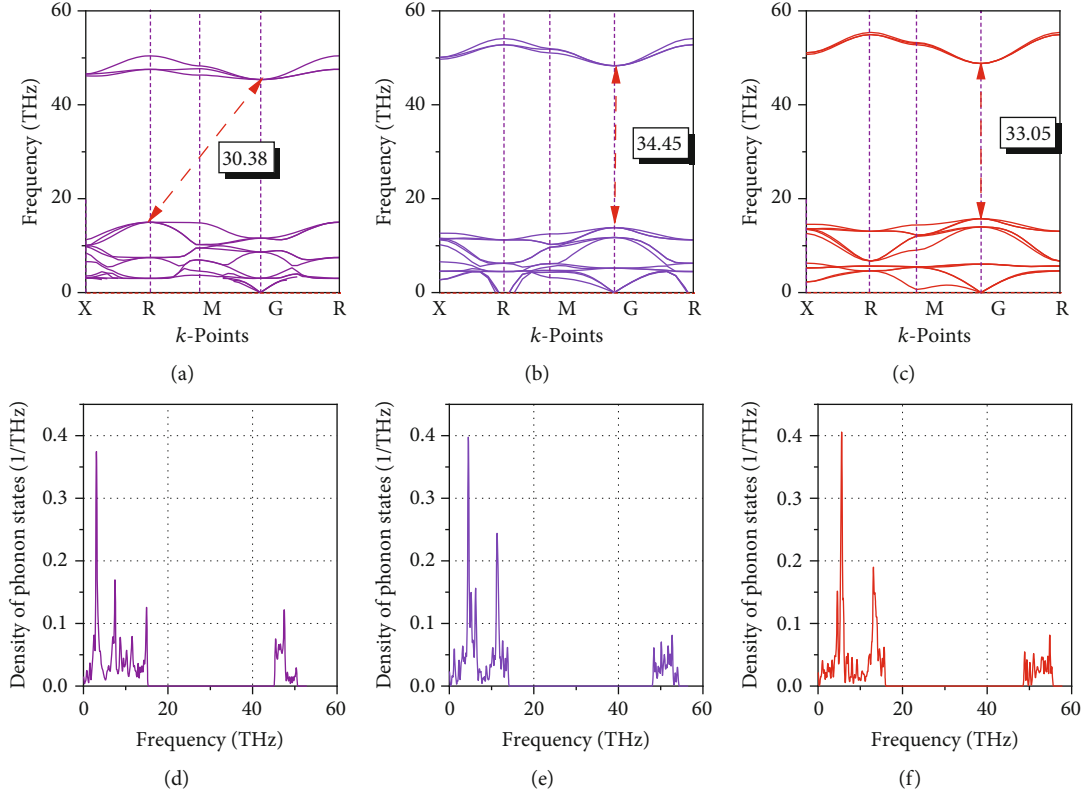 60
40
20
0
Frequency (THz)
30.38
X R M G R
k-Points
(a)
60
40
20
0
Frequency (THz)
34.45
X R M G R
k-Points
(b)
60
40
20
0
Frequency (THz)
33.05
X R M G R
k-Points
(c)
0.4
0.3
0.2
0.1
0.0
Density of phonon states (1/THz)
0 20 40 60
Frequency (THz)
(d)
0.4
0.3
0.2
0.1
0.0
Density of phonon states (1/THz)
0 20 40 60
Frequency (THz)
(e)
0.4
0.3
0.2
0.1
0.0
Density of phonon states (1/THz)
0 20 40 60
Frequency (THz)
(f)